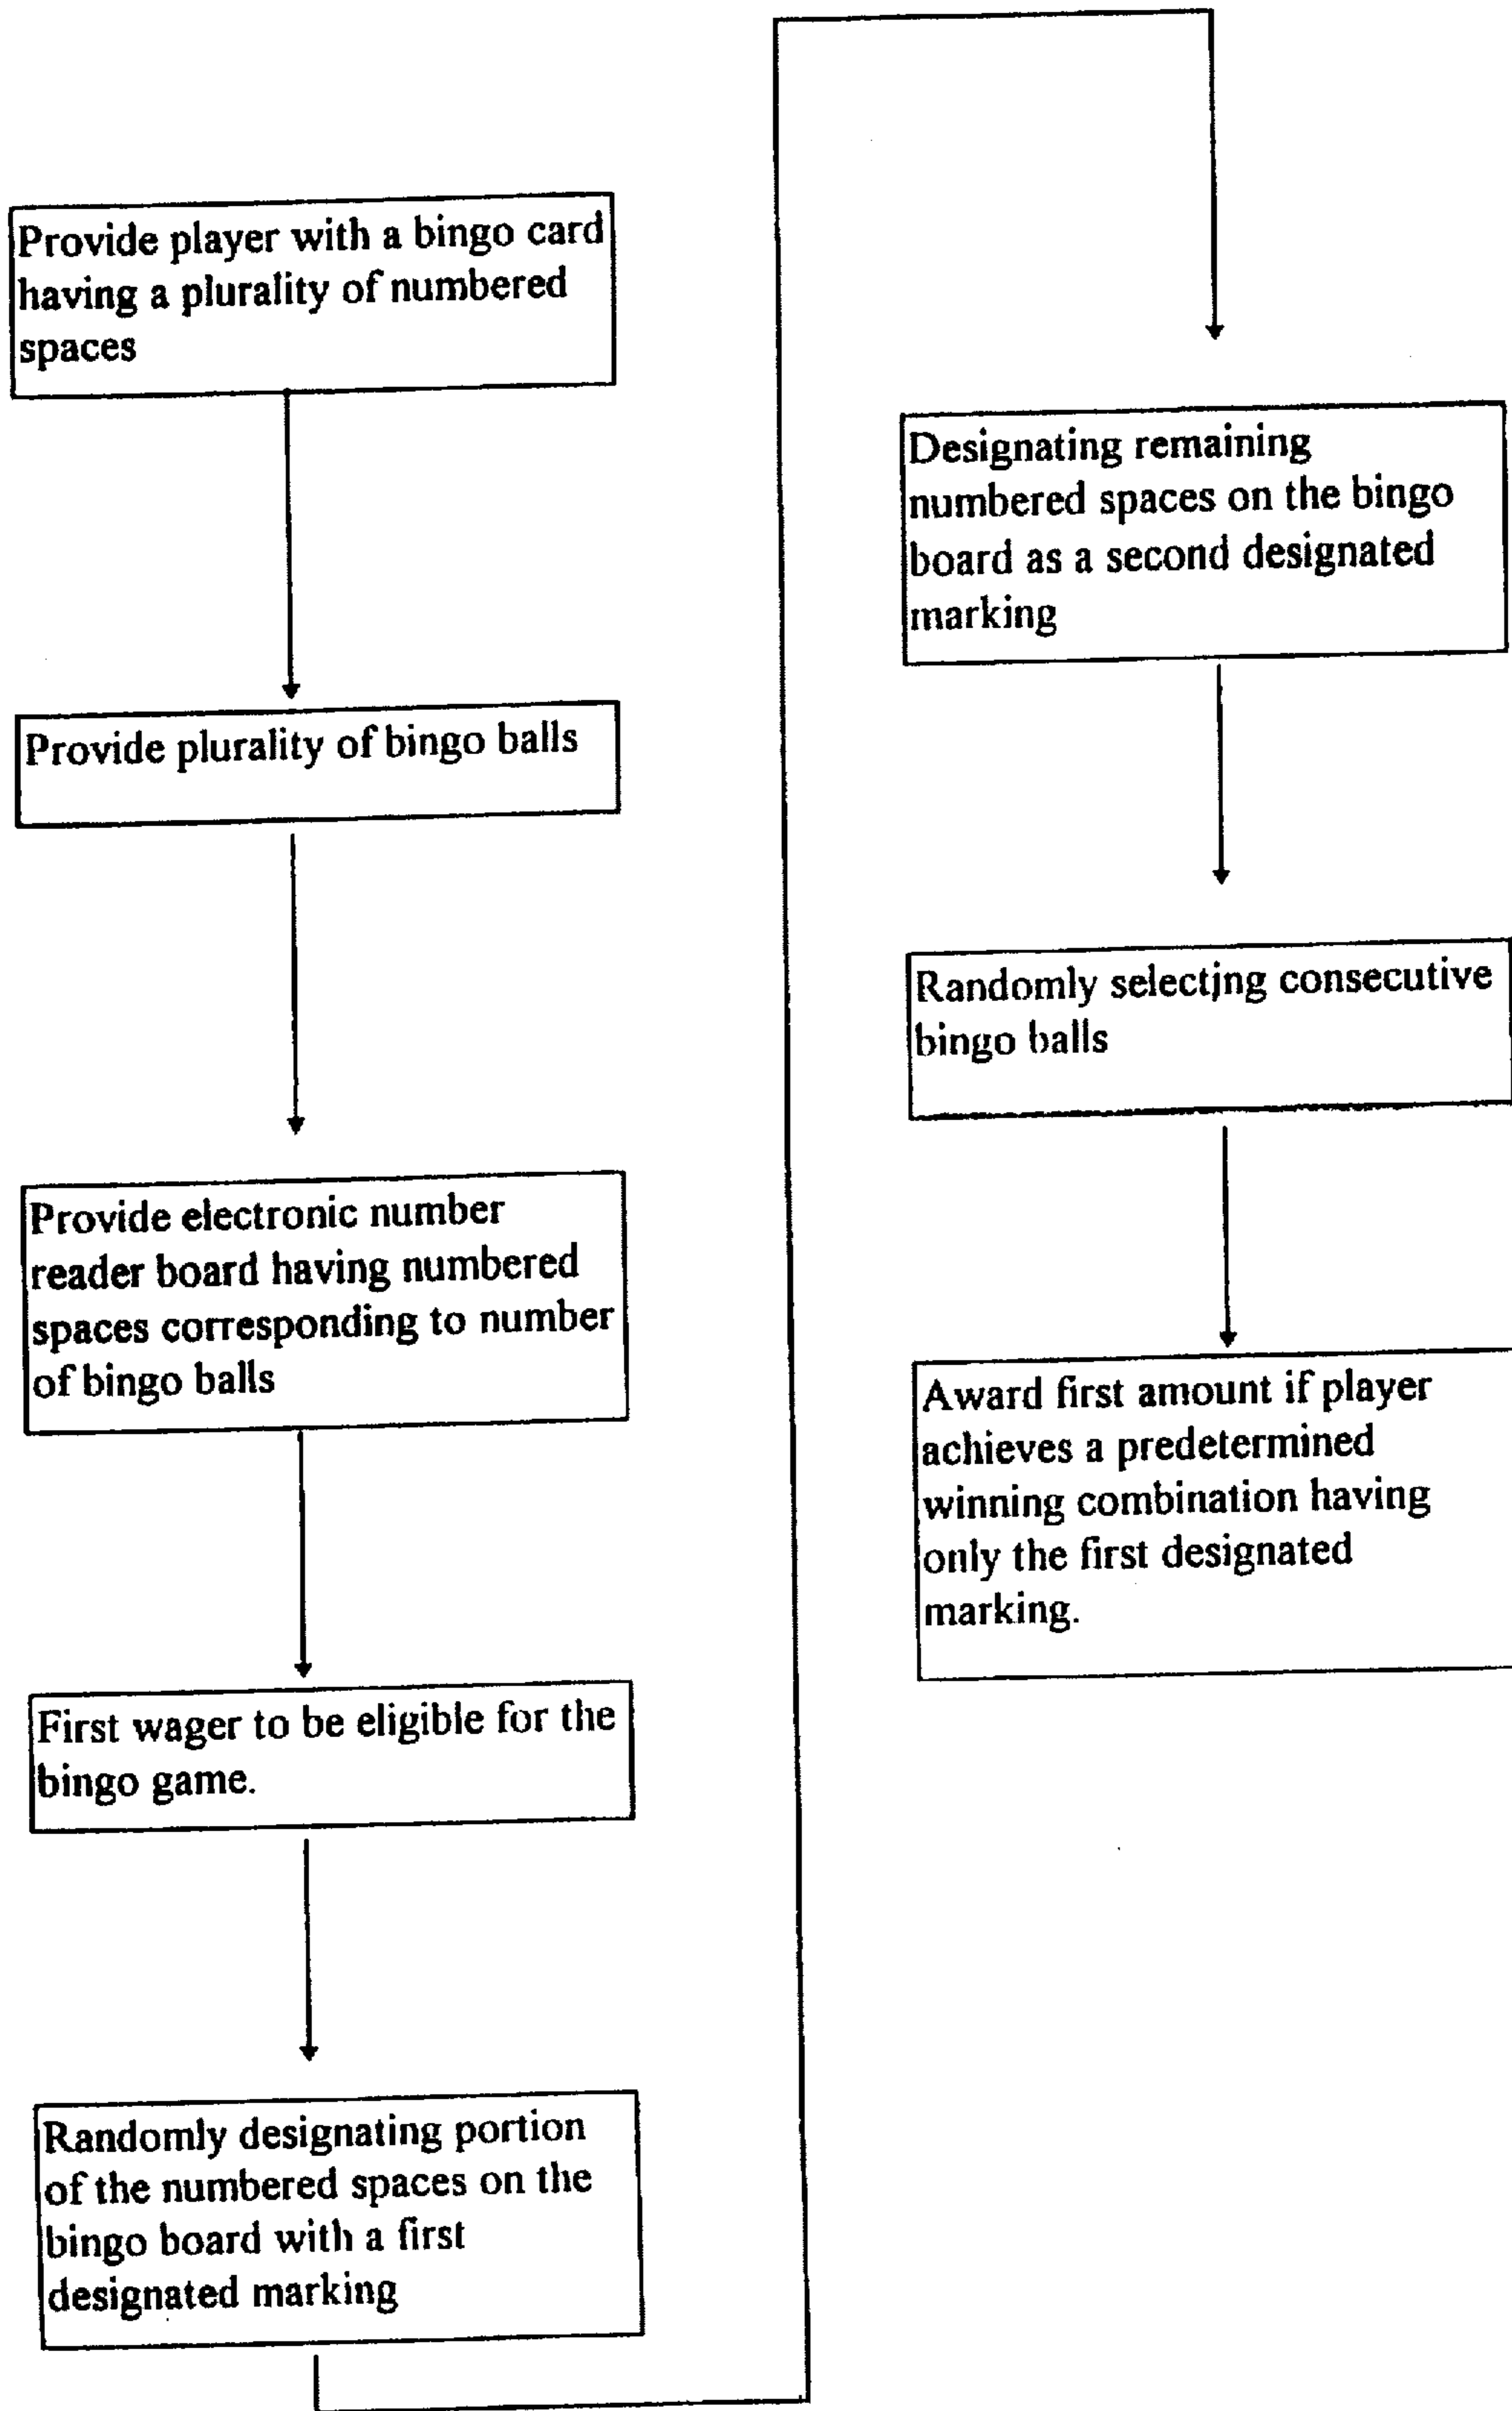 Provide player with a bingo card
having a plurality of numbered
spaces
Provide plurality of bingo balls
Provide electronic number
reader board having numbered
spaces corresponding to number
of bingo balls
First wager to be eligible for the
bingo game.
Randomly designating portion
of the numbered spaces on the
bingo board with a first
designated marking
Designating remaining
numbered spaces on the bingo
board as a second designated
marking
Randomly selecting consecutive
bingo balls
Award first amount if player
achieves a predetermined
winning combination having
only the first designated
marking.